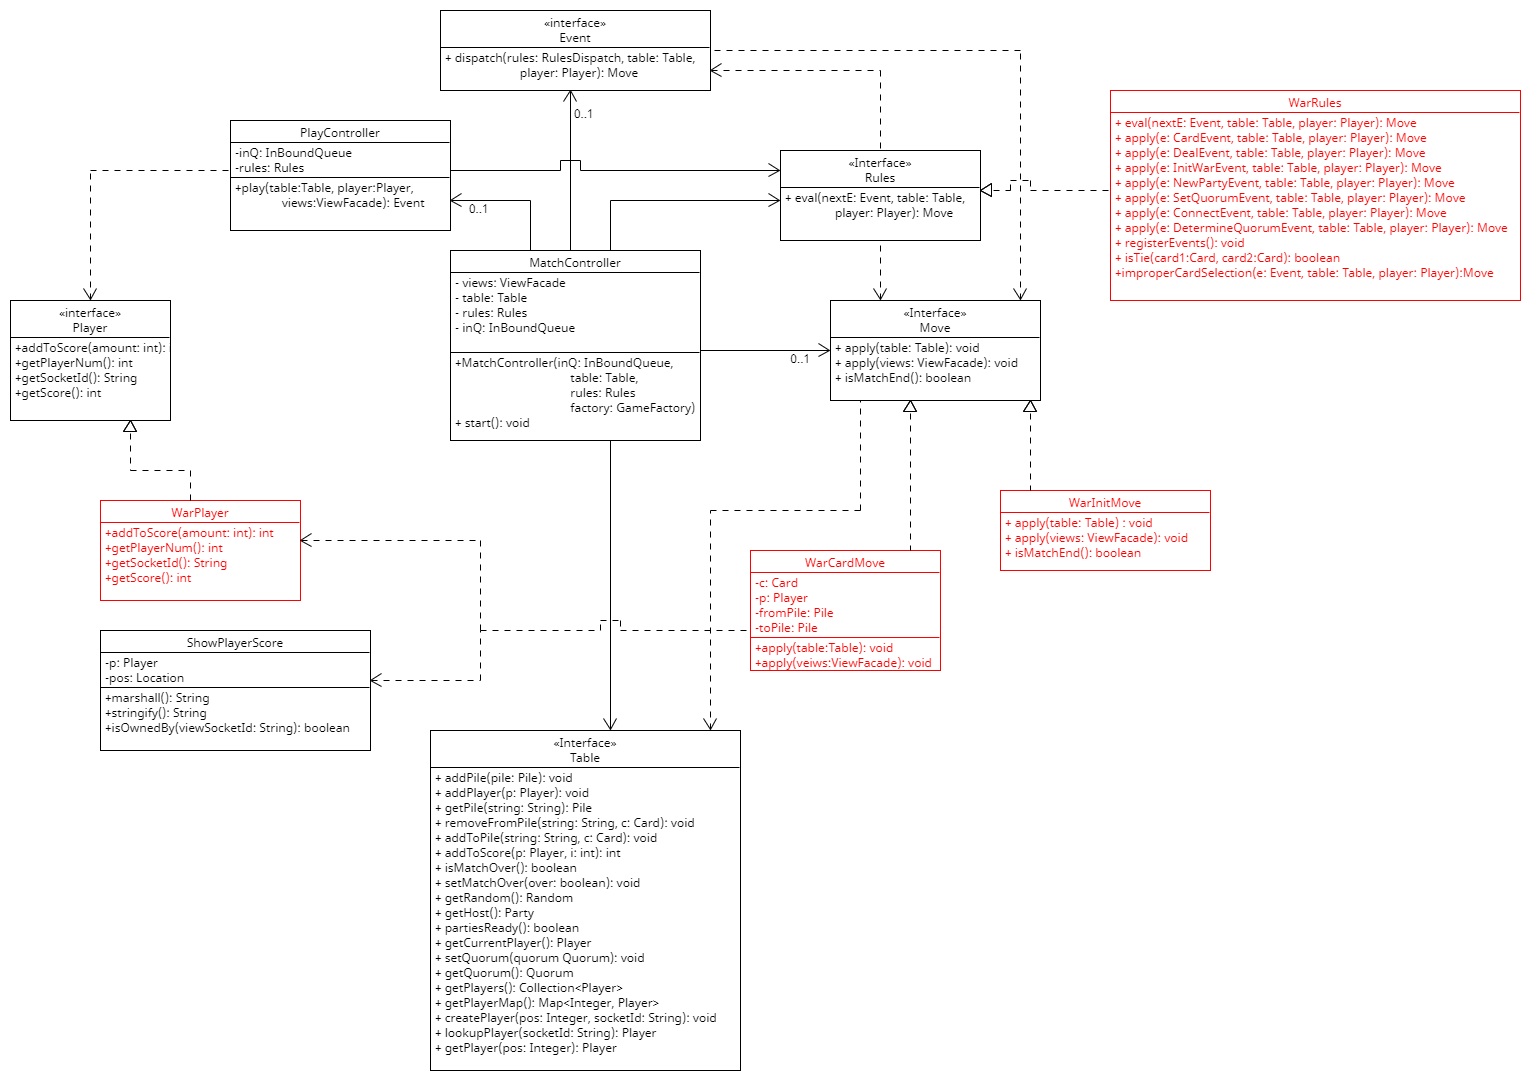 «interface»
Event
+ dispatch(rules: RulesDispatch, table: Table,
player: Player): Move
0..1
PlayController
-inQ: InBoundQueue
-rules: Rules
+play(table:Table, player:Player,
views:ViewFacade): Event
0..1
«Interface»
Rules
+ eval(nextE: Event, table: Table,
player: Player): Move
WarRules
+ eval(nextE: Event, table: Table, player: Player): Move
+ apply(e: CardEvent, table: Table, player: Player): Move
+ apply(e: DealEvent, table: Table, player: Player): Move
+ apply(e: InitWarEvent, table: Table, player: Player): Move
+ apply(e: NewPartyEvent, table: Table, player: Player): Move
+ apply(e: SetQuorumEvent, table: Table, player: Player): Move
+ apply(e: ConnectEvent, table: Table, player: Player): Move
+ apply(e: DetermineQuorumEvent, table: Table, player: Player): Move
+ registerEvents(): void
+ isTie(card1:Card, card2:Card): boolean
+improperCardSelection(e: Event, table: Table, player: Player):Move
MatchController
- views: ViewFacade
- table: Table
- rules: Rules
- inQ: InBoundQueue
+MatchController(inQ: InBoundQueue,
table: Table,
rules: Rules
factory: GameFactory)
+ start(): void
0..1
«interface»
Player
+addToScore(amount: int):
+getPlayerNum(): int
+getSocketId(): String
+getScore(): int
«Interface»
Move
+ apply(table: Table): void
+ apply(views: ViewFacade): void
+ isMatchEnd(): boolean
WarPlayer
+addToScore(amount: int): int
+getPlayerNum(): int
+getSocketId(): String
+getScore(): int
WarInitMove
+ apply(table: Table) : void
+ apply(views: ViewFacade): void
+ isMatchEnd(): boolean
WarCardMove
-c: Card
-p: Player
-fromPile: Pile
-toPile: Pile
+apply(table:Table): void
+apply(veiws:ViewFacade): void
ShowPlayerScore
-p: Player
-pos: Location
+marshall(): String
+stringify(): String
+isOwnedBy(viewSocketId: String): boolean
«Interface»
Table
+ addPile(pile: Pile): void
+ addPlayer(p: Player): void
+ getPile(string: String): Pile
+ removeFromPile(string: String, c: Card): void
+ addToPile(string: String, c: Card): void
+ addToScore(p: Player, i: int): int
+ isMatchOver(): boolean
+ setMatchOver(over: boolean): void
+ getRandom(): Random
+ getHost(): Party
+ partiesReady(): boolean
+ getCurrentPlayer(): Player
+ setQuorum(quorum Quorum): void
+ getQuorum(): Quorum
+ getPlayers(): Collection<Player>
+ getPlayerMap(): Map<Integer, Player>
+ createPlayer(pos: Integer, socketId: String): void
+ lookupPlayer(socketId: String): Player
+ getPlayer(pos: Integer): Player